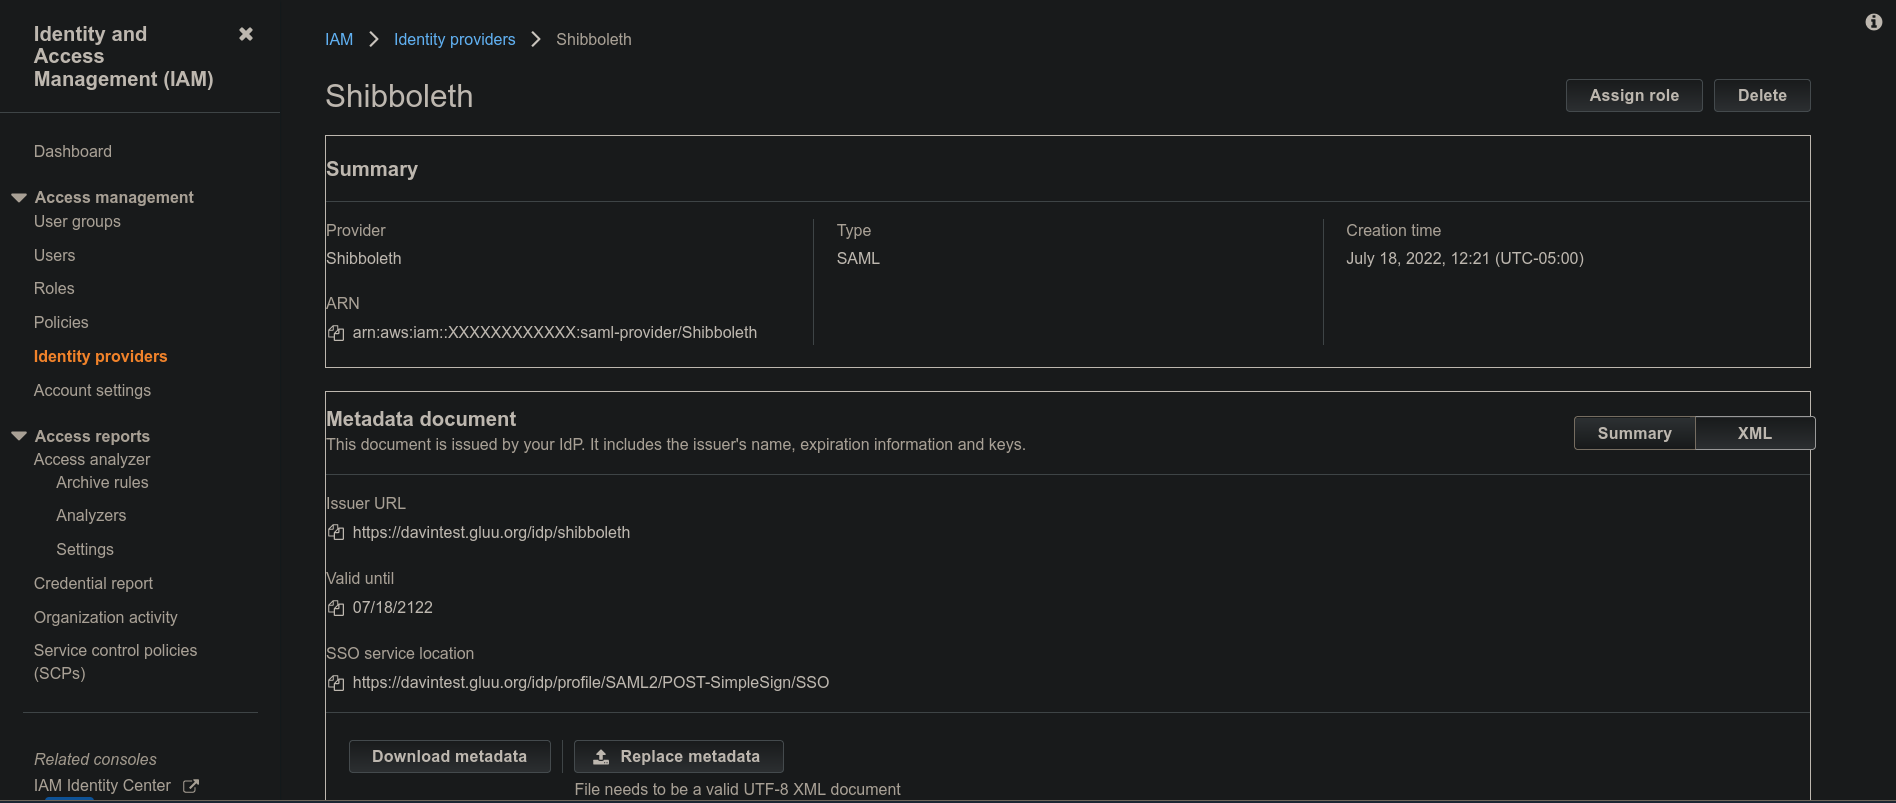 Identity and
Access
Management (IAM)
Dashboard
Access management
User groups
Users
Roles
Policies
Identity providers
Account settings
Access reports
Access analyzer
Archive rules
Analyzers
Settings
Credential report
Organization activity
Service control policies
(SCPs)
Related consoles
IAM Identity Center
IAM Identity providers Shibboleth
Shibboleth
Assign role Delete
Summary
Provider
Shibboleth
ARN
arn:aws:iam::XXXXXXXXXXXX:saml-provider/Shibboleth
Type
SAML
Creation time
July 18, 2022, 12:21 (UTC-05:00)
Metadata document
This document is issued by your IdP. It includes the issuer's name, expiration information and keys.
Summary XML
Issuer URL
https://davintest.gluu.org/idp/shibboleth
Valid until
07/18/2122
SSO service location
https://davintest.gluu.org/idp/profile/SAML2/POST-SimpleSign/SSO
Download metadata Replace metadata
File needs to be a valid UTF-8 XML document